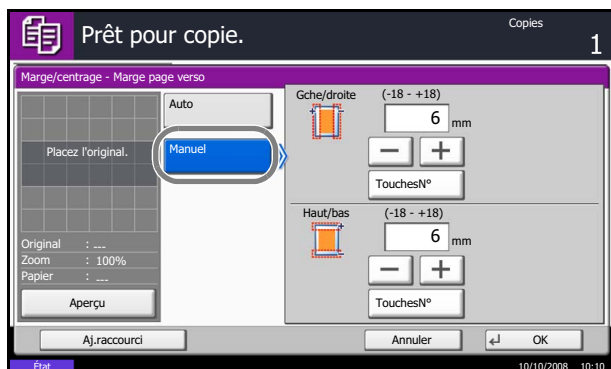 Prêt pour copie.
Copies
1
Marge/centrage - Marge page verso
Placez l'original.
Original : ---
Zoom : 100%
Papier : ---
Aperçu
Auto
Manuel
Gche/droite (-18 - +18)
6 mm
− +
TouchesN°
Haut/bas (-18 - +18)
6 mm
− +
TouchesN°
Aj.raccourci
Annuler
OK
État
10/10/2008 10:10